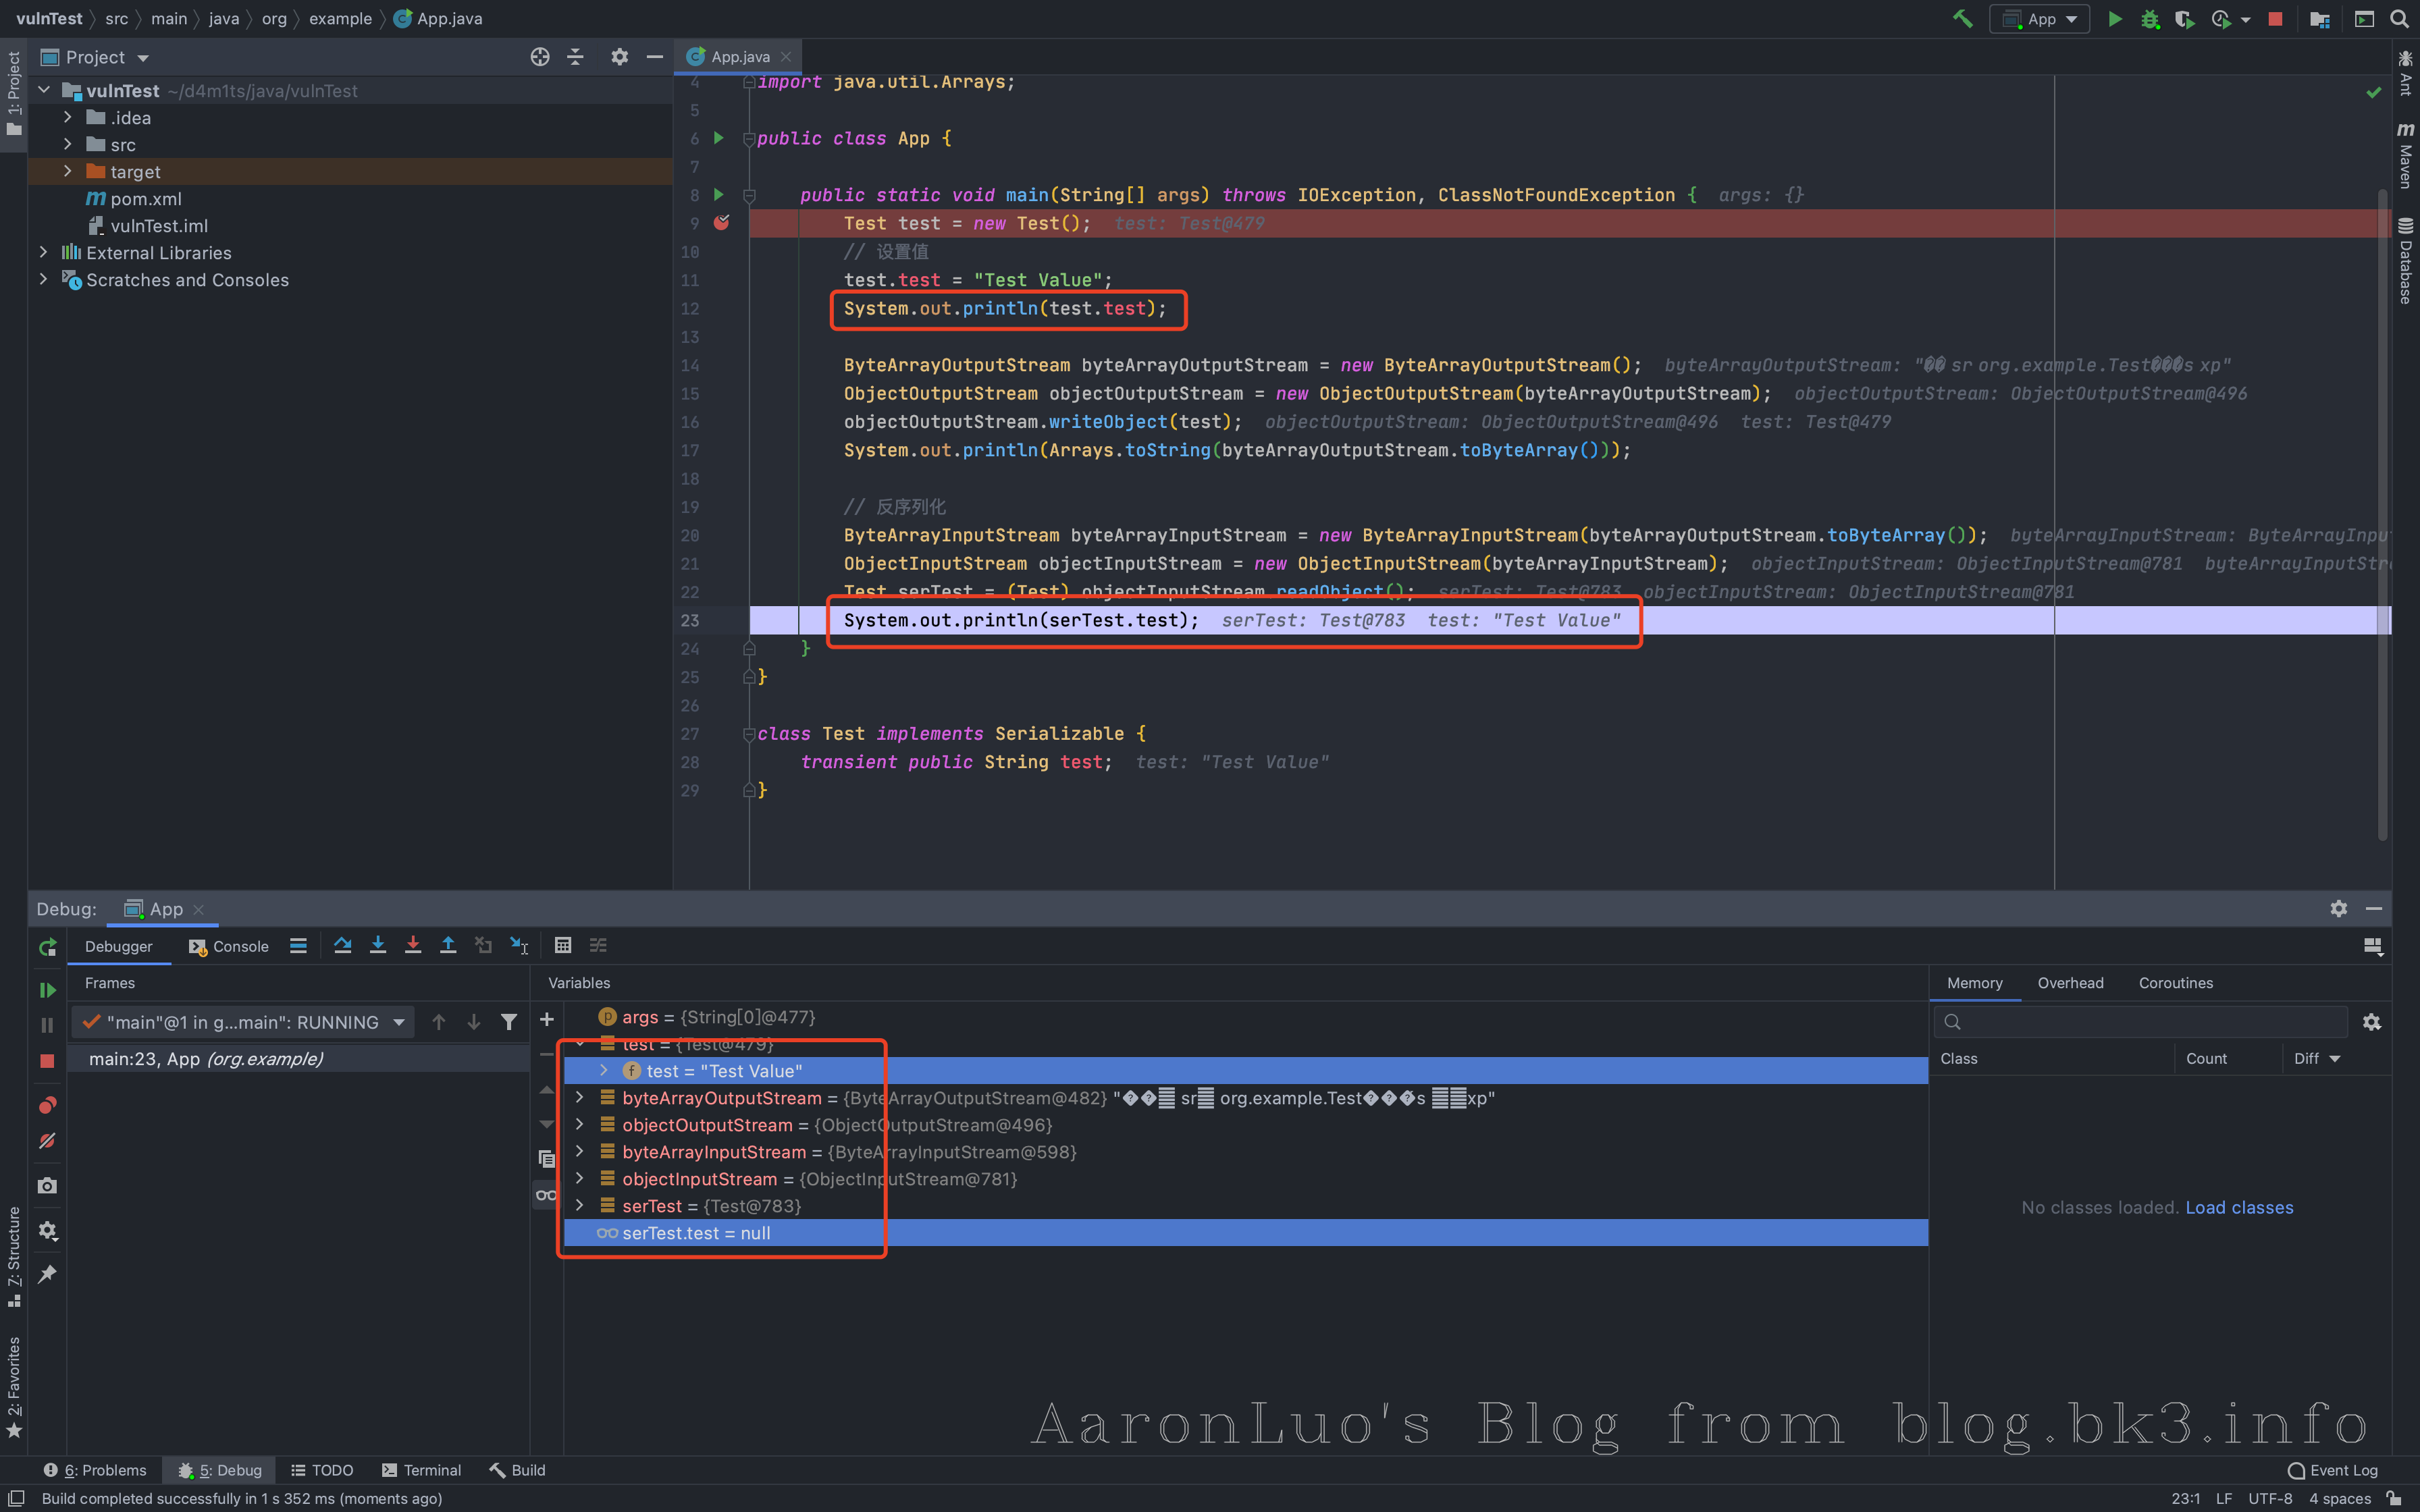 vulnTest 〉 src 〉 main 〉 java 〉 org 〉 example 〉 App.java
App
1: Project
Project
App.java
vulnTest ~/d4m1ts/java/vulnTest
.idea
src
target
pom.xml
vulnTest.iml
External Libraries
Scratches and Consoles
4 import java.util.Arrays;
5
6 public class App {
7
8 public static void main(String[] args) throws IOException, ClassNotFoundException { args: {}
9 Test test = new Test(); test: Test@479
10 // 设置值
11 test.test = "Test Value";
12 System.out.println(test.test);
13
14 ByteArrayOutputStream byteArrayOutputStream = new ByteArrayOutputStream(); byteArrayOutputStream: "�� sr org.example.Test���s xp"
15 ObjectOutputStream objectOutputStream = new ObjectOutputStream(byteArrayOutputStream); objectOutputStream: ObjectOutputStream@496
16 objectOutputStream.writeObject(test); objectOutputStream: ObjectOutputStream@496 test: Test@479
17 System.out.println(Arrays.toString(byteArrayOutputStream.toByteArray()));
18
19 // 反序列化
20 ByteArrayInputStream byteArrayInputStream = new ByteArrayInputStream(byteArrayOutputStream.toByteArray()); byteArrayInputStream: ByteArrayInpu
21 ObjectInputStream objectInputStream = new ObjectInputStream(byteArrayInputStream); objectInputStream: ObjectInputStream@781 byteArrayInputStr
22 Test serTest = (Test) objectInputStream.readObject(); serTest: Test@783 objectInputStream: ObjectInputStream@781
23 System.out.println(serTest.test); serTest: Test@783 test: "Test Value"
24 }
25 }
26
27 class Test implements Serializable {
28 transient public String test; test: "Test Value"
29 }
Ant
Maven
Database
Debug: App
Debugger Console
Frames
Variables
Memory Overhead Coroutines
"main"@1 in g...main": RUNNING
main:23, App (org.example)
args = {String[0]@477}
test = {Test@479}
test = "Test Value"
byteArrayOutputStream = {ByteArrayOutputStream@482} "�� sr org.example.Test���s xp"
objectOutputStream = {ObjectOutputStream@496}
byteArrayInputStream = {ByteArrayInputStream@598}
objectInputStream = {ObjectInputStream@781}
serTest = {Test@783}
serTest.test = null
Class Count Diff
No classes loaded. Load classes
7: Structure
2: Favorites
AaronLuo's Blog from blog.bk3.info
6: Problems 5: Debug TODO Terminal Build
Event Log
Build completed successfully in 1 s 352 ms (moments ago)
23:1 LF UTF-8 4 spaces